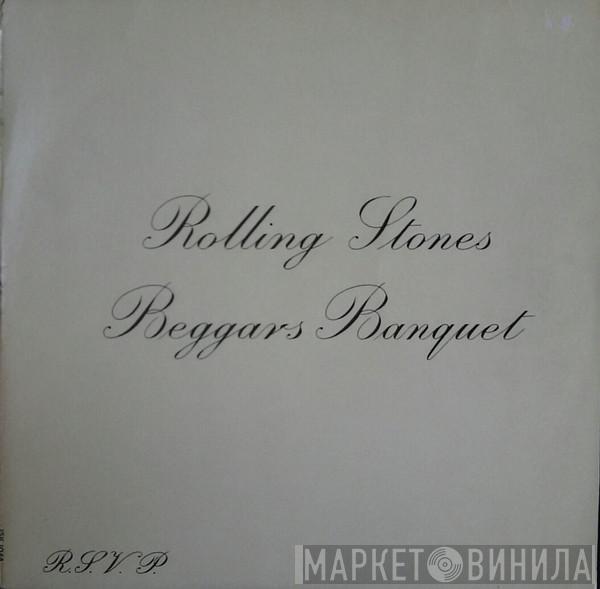 Rolling Stones
Beggars Banquet
R.S.V.P.
МАРКЕТ ВИНИЛА